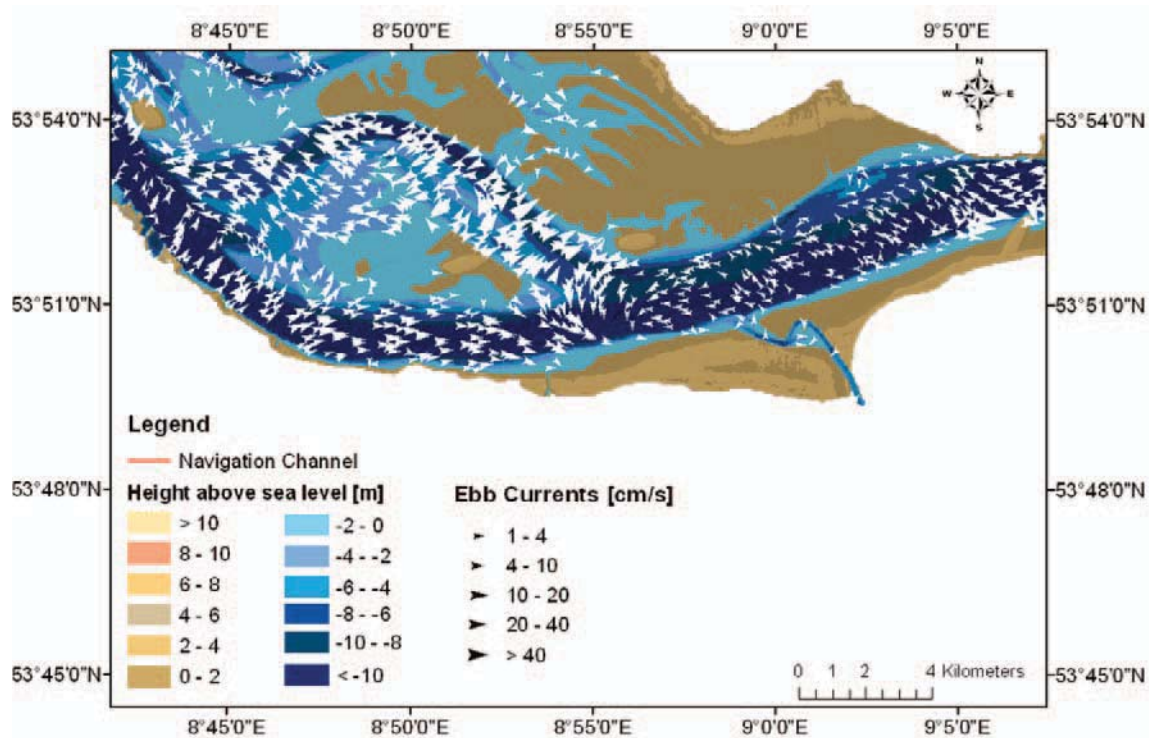 8°45'0"E 8°50'0"E 8°55'0"E 9°0'0"E 9°5'0"E
N
W E
S
53°54'0"N 53°54'0"N
53°51'0"N 53°51'0"N
53°48'0"N 53°48'0"N
53°45'0"N 53°45'0"N
Legend
Navigation Channel
Height above sea level [m]
> 10
8 - 10
6 - 8
4 - 6
2 - 4
0 - 2
-2 - 0
-4 - -2
-6 - -4
-8 - -6
-10 - -8
< -10
Ebb Currents [cm/s]
1 - 4
4 - 10
10 - 20
20 - 40
> 40
0 1 2 4 Kilometers
8°45'0"E 8°50'0"E 8°55'0"E 9°0'0"E 9°5'0"E